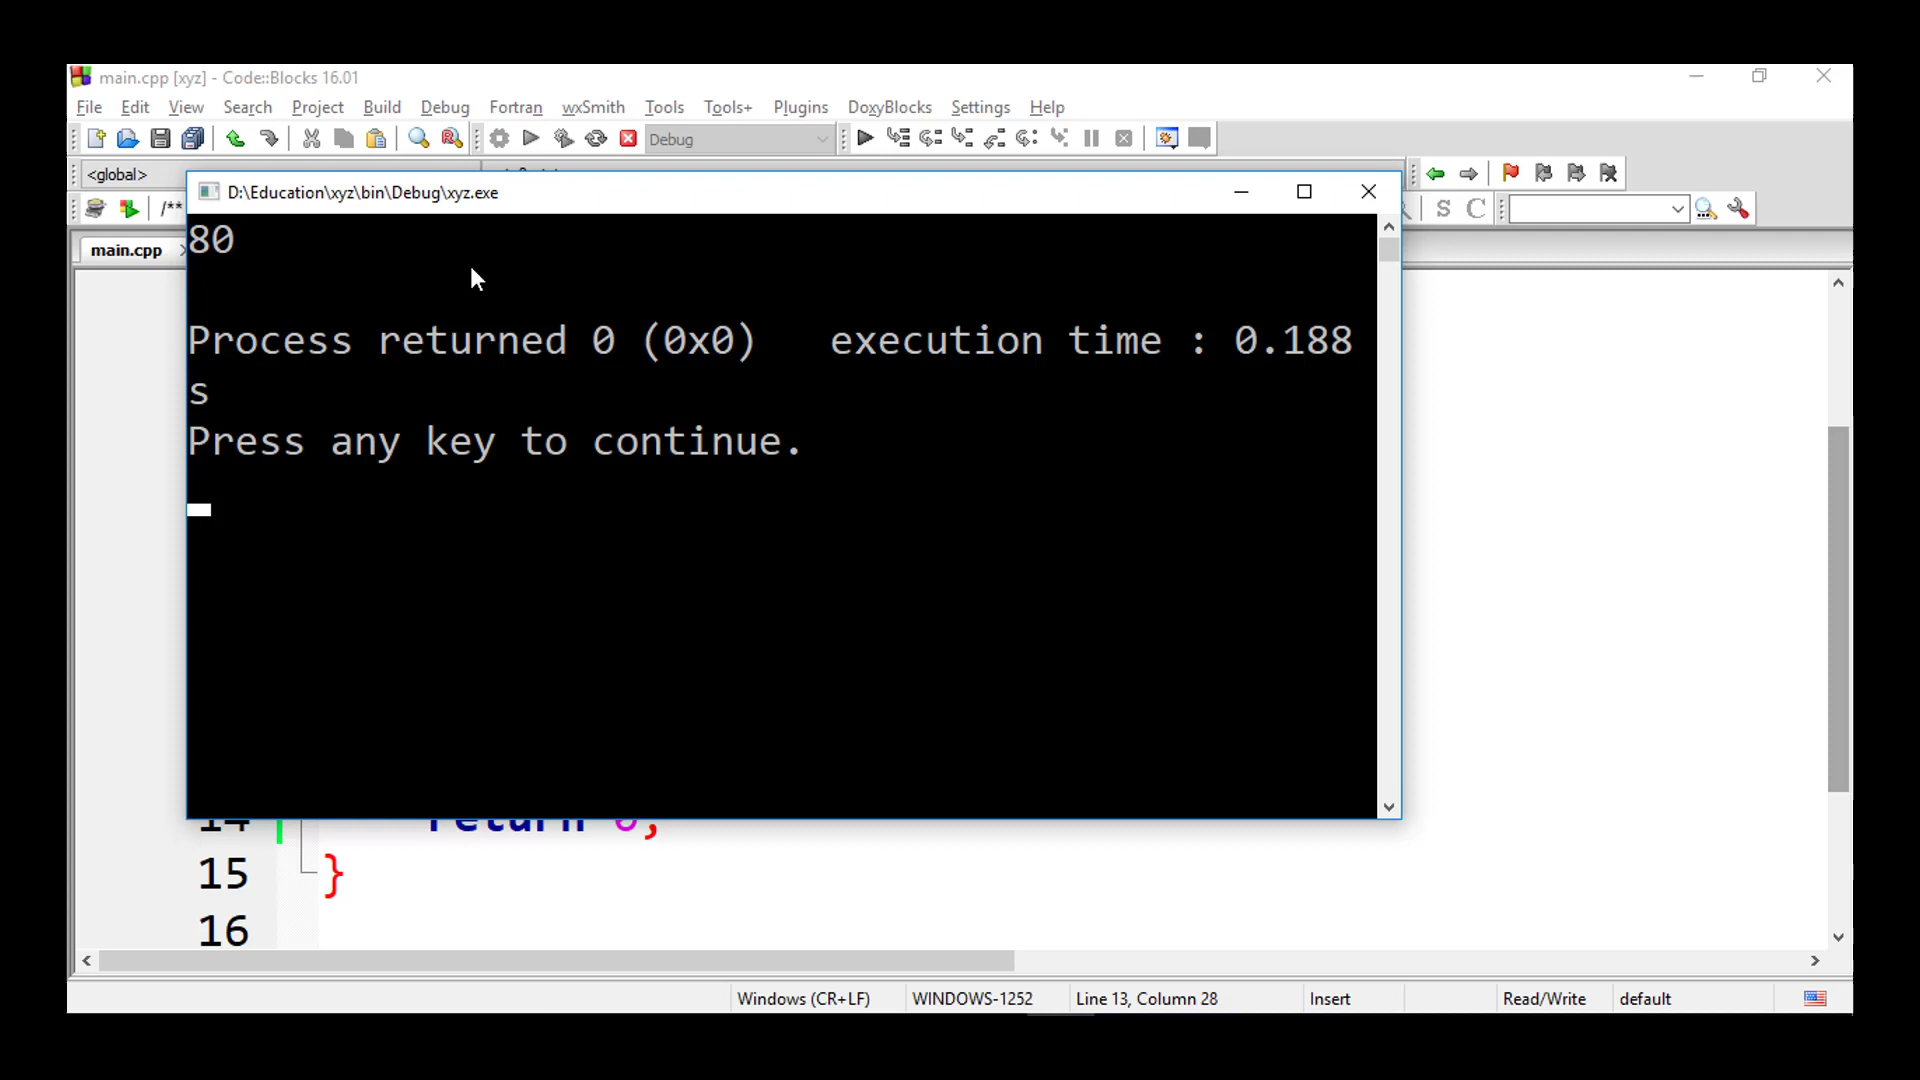 main.cpp [xyz] - Code::Blocks 16.01
File Edit View Search Project Build Debug Fortran wxSmith Tools Tools+ Plugins DoxyBlocks Settings Help
Debug
<global>
/**
S C
D:\Education\xyz\bin\Debug\xyz.exe
main.cpp
80
Process returned 0 (0x0)   execution time : 0.188
s
Press any key to continue.
14 return 0;
15 }
16
Windows (CR+LF) WINDOWS-1252 Line 13, Column 28 Insert Read/Write default